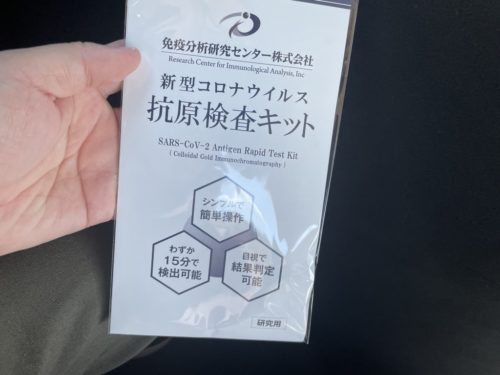 免疫分析研究センター株式会社
Research Center for Immunological Analysis, Inc
新型コロナウイルス
抗原検査キット
SARS-CoV-2 Antigen Rapid Test Kit
( Colloidal Gold Immunochromatography )
シンプルで
簡単操作
わずか
15分で
検出可能
目視で
結果判定
可能
研究用